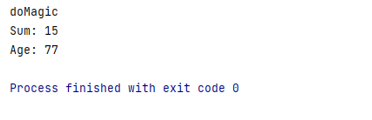 doMagic
Sum: 15
Age: 77
Process finished with exit code 0